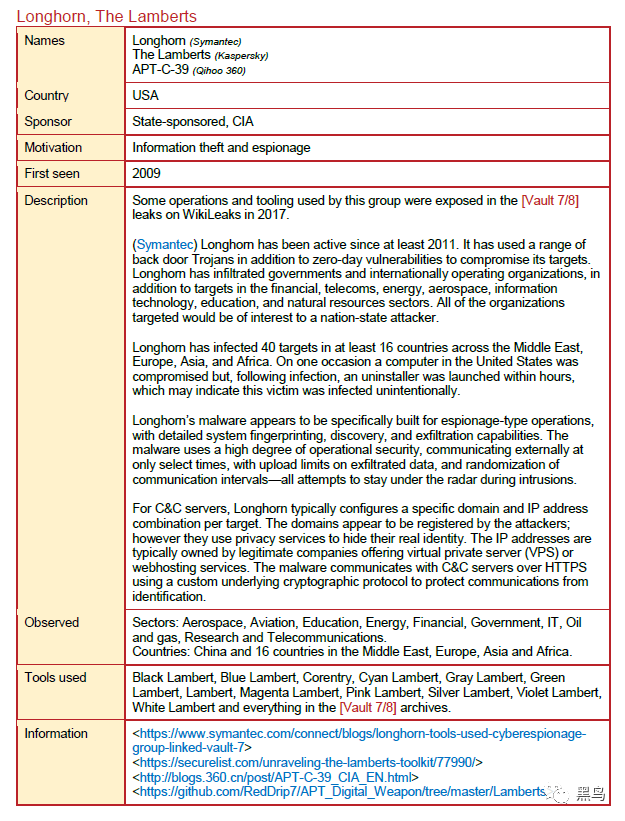 Longhorn, The Lamberts
Names
Longhorn (Symantec)
The Lamberts (Kaspersky)
APT-C-39 (Qihoo 360)
Country
USA
Sponsor
State-sponsored, CIA
Motivation
Information theft and espionage
First seen
2009
Description
Some operations and tooling used by this group were exposed in the [Vault 7/8]
leaks on WikiLeaks in 2017.
(Symantec) Longhorn has been active since at least 2011. It has used a range of
back door Trojans in addition to zero-day vulnerabilities to compromise its targets.
Longhorn has infiltrated governments and internationally operating organizations, in
addition to targets in the financial, telecoms, energy, aerospace, information
technology, education, and natural resources sectors. All of the organizations
targeted would be of interest to a nation-state attacker.
Longhorn has infected 40 targets in at least 16 countries across the Middle East,
Europe, Asia, and Africa. On one occasion a computer in the United States was
compromised but, following infection, an uninstaller was launched within hours,
which may indicate this victim was infected unintentionally.
Longhorn's malware appears to be specifically built for espionage-type operations,
with detailed system fingerprinting, discovery, and exfiltration capabilities. The
malware uses a high degree of operational security, communicating externally at
only select times, with upload limits on exfiltrated data, and randomization of
communication intervals—all attempts to stay under the radar during intrusions.
For C&C servers, Longhorn typically configures a specific domain and IP address
combination per target. The domains appear to be registered by the attackers;
however they use privacy services to hide their real identity. The IP addresses are
typically owned by legitimate companies offering virtual private server (VPS) or
webhosting services. The malware communicates with C&C servers over HTTPS
using a custom underlying cryptographic protocol to protect communications from
identification.
Observed
Sectors: Aerospace, Aviation, Education, Energy, Financial, Government, IT, Oil
and gas, Research and Telecommunications.
Countries: China and 16 countries in the Middle East, Europe, Asia and Africa.
Tools used
Black Lambert, Blue Lambert, Corentry, Cyan Lambert, Gray Lambert, Green
Lambert, Lambert, Magenta Lambert, Pink Lambert, Silver Lambert, Violet Lambert,
White Lambert and everything in the [Vault 7/8] archives.
Information
<https://www.symantec.com/connect/blogs/longhorn-tools-used-cyberespionage-
group-linked-vault-7>
<https://securelist.com/unraveling-the-lamberts-toolkit/77990/>
<http://blogs.360.cn/post/APT-C-39_CIA_EN.html>
<https://github.com/RedDrip7/APT_Digital_Weapon/tree/master/Lamberts
黑鸟